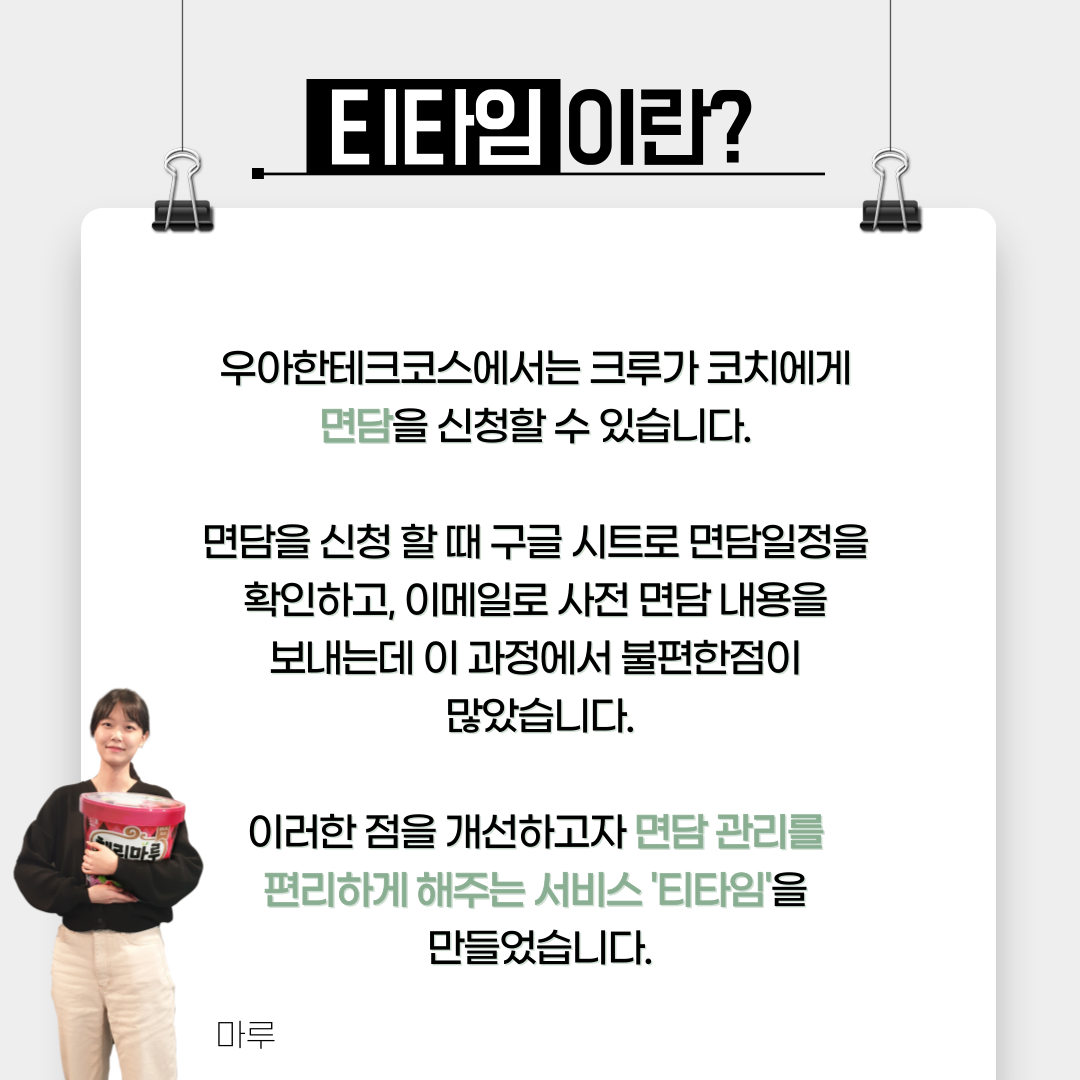 티타임이란?
우아한테크코스에서는 크루가 코치에게
면담을 신청할 수 있습니다.
면담을 신청 할 때 구글 시트로 면담일정을
확인하고, 이메일로 사전 면담 내용을
보내는데 이 과정에서 불편한점이
많았습니다.
이러한 점을 개선하고자 면담 관리를
편리하게 해주는 서비스 '티타임'을
만들었습니다.
마루